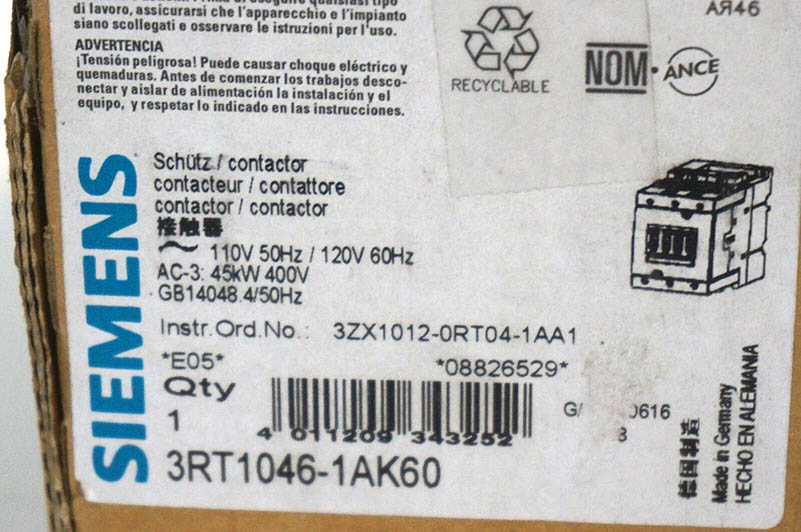 di lavoro, assicurarsi che l'apparecchio e l'impianto
siano scollegati e osservare le istruzioni per l'uso.
ADVERTENCIA
¡Tensión peligrosa! Puede causar choque eléctrico y
quemaduras. Antes de comenzar los trabajos desco-
nectar y aislar de alimentación la instalación y el
equipo, y respetar lo indicado en las instrucciones.
RECYCLABLE
NOM
ANCE
АЯ46
SIEMENS
Schütz / contactor
contacteur / contattore
contactor / contactor
接触器
110V 50Hz / 120V 60Hz
AC-3: 45kW 400V
GB14048.4/50Hz
Instr.Ord.No.: 3ZX1012-0RT04-1AA1
*E05* *08826529*
Qty
1
4 011209 343252
3RT1046-1AK60
G/ 0616
德国制造
Made in Germany
HECHO EN ALEMANIA